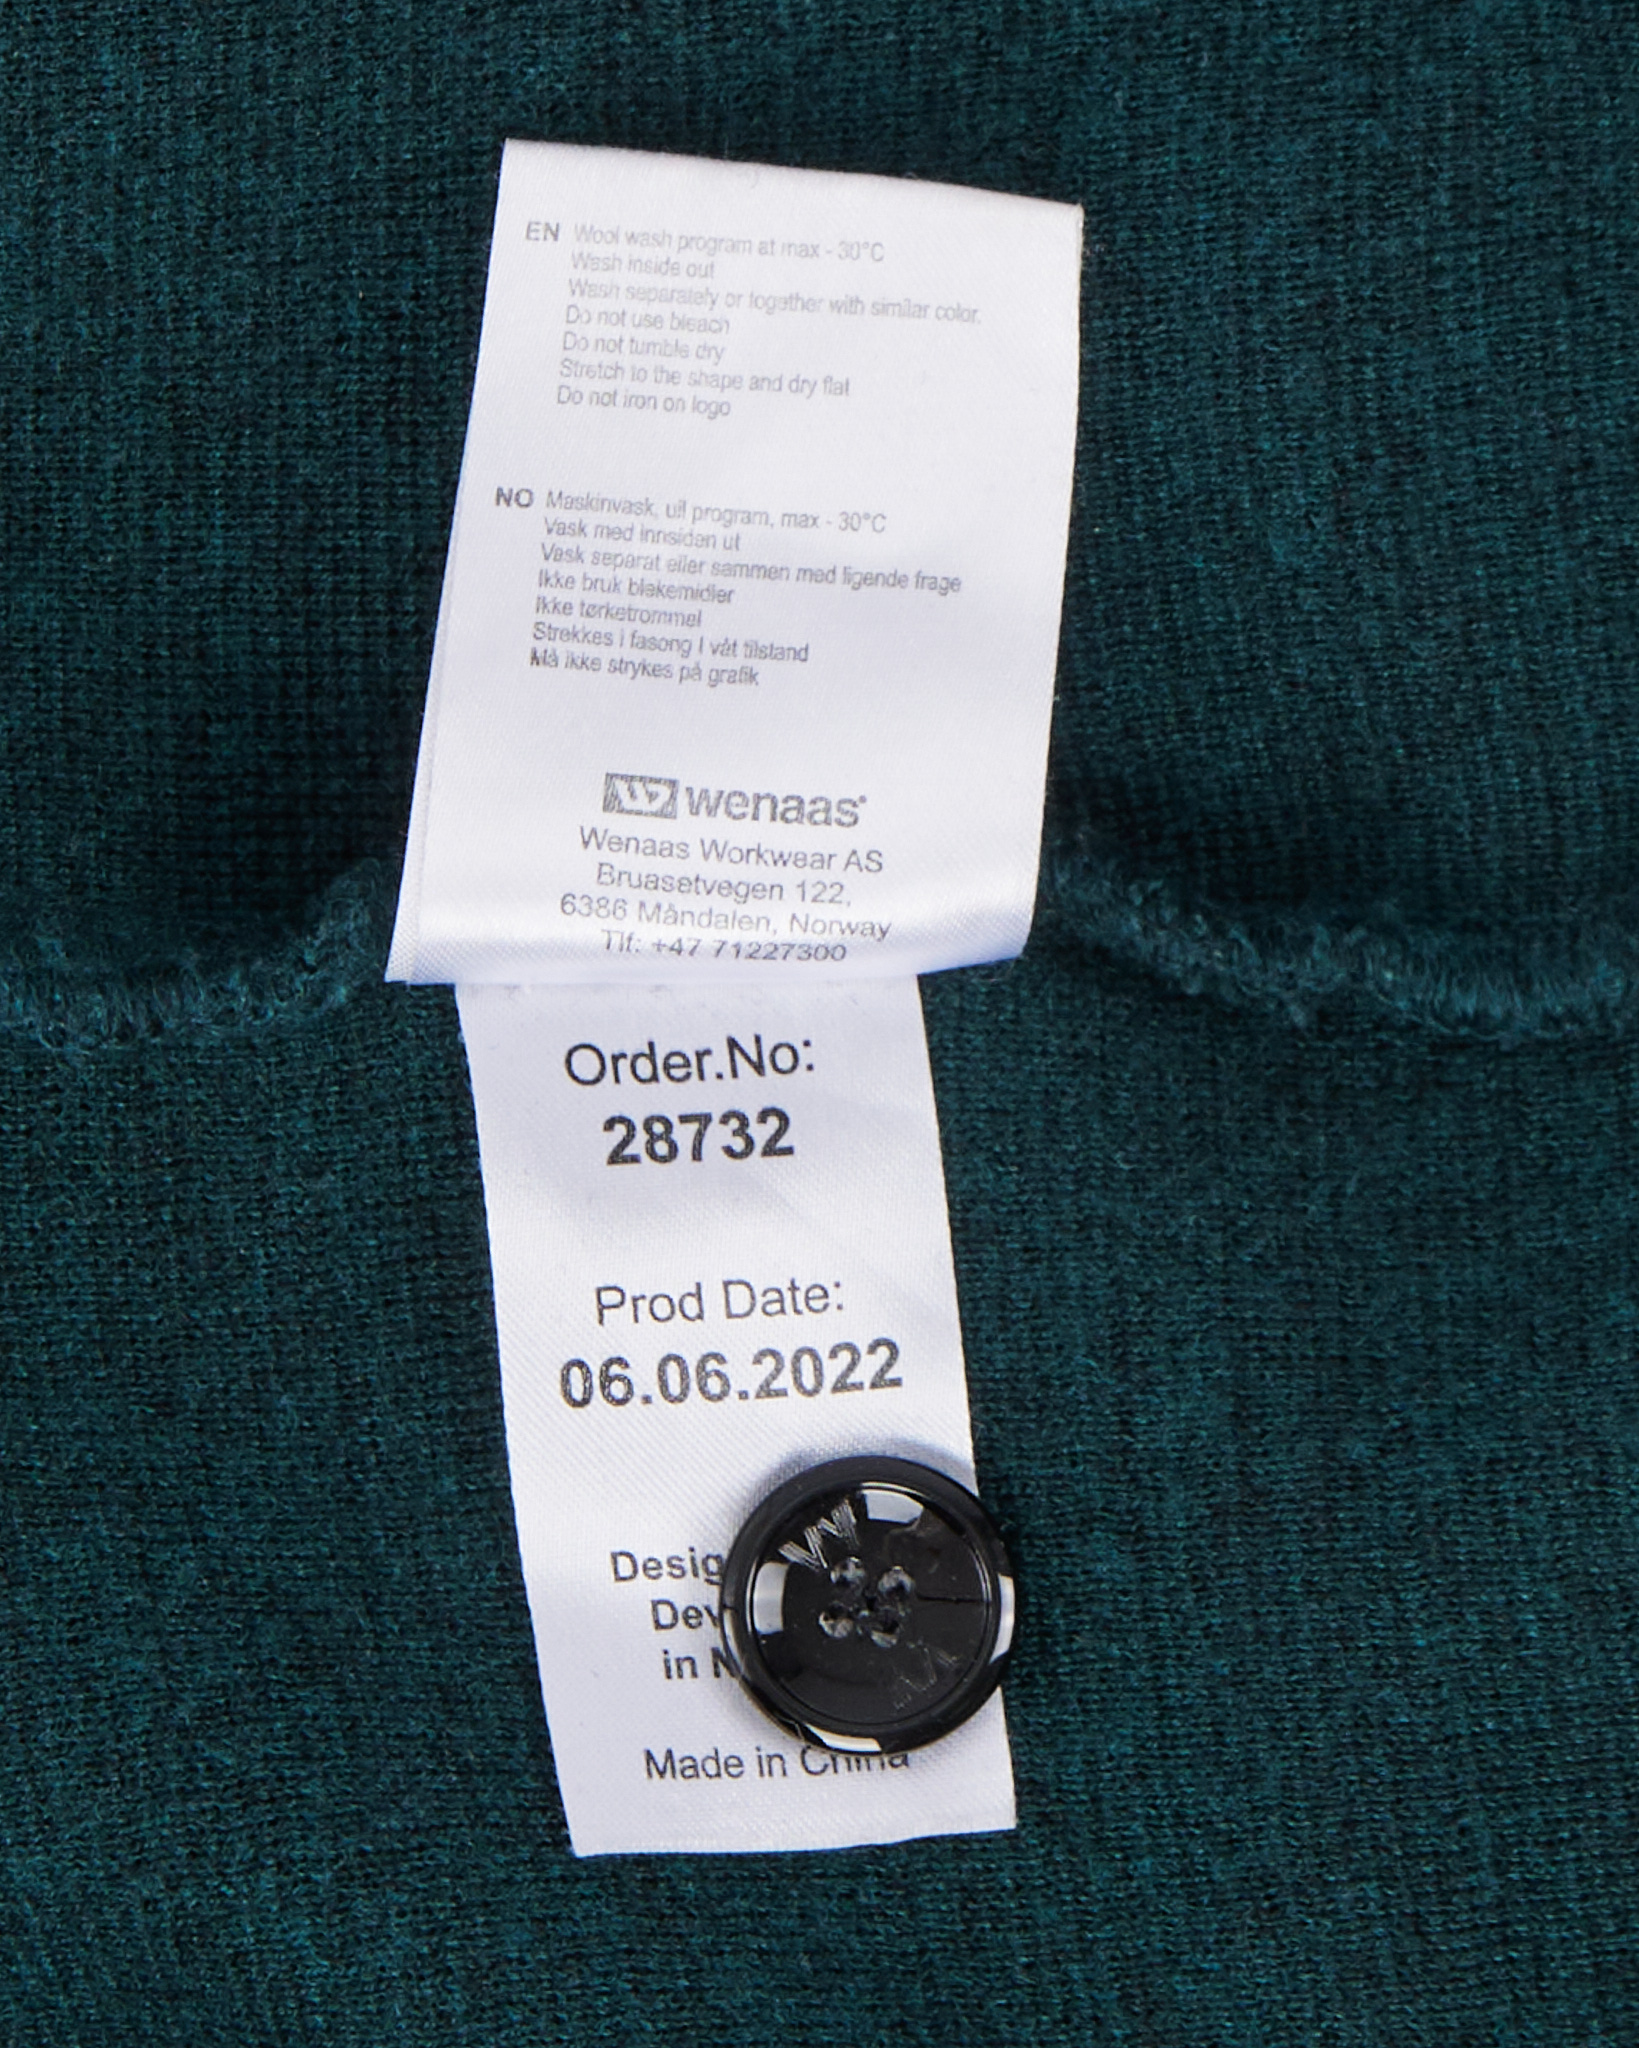 EN Wool wash program at max - 30°C
Wash inside out
Wash separately or together with similar color.
Do not use bleach
Do not tumble dry
Stretch to the shape and dry flat
Do not iron on logo
NO Maskinvask, ull program, max - 30°C
Vask med innsiden ut
Vask separat eller sammen med ligende frage
Ikke bruk blekemidler
Ikke tørketrommel
Strekkes i fasong I våt tilstand
Må ikke strykes på grafik
wenaas
Wenaas Workwear AS
Bruasetvegen 122,
6386 Måndalen, Norway
Tlf: +47 71227300
Order.No:
28732
Prod Date:
06.06.2022
Desig
Dev
in N
Made in China